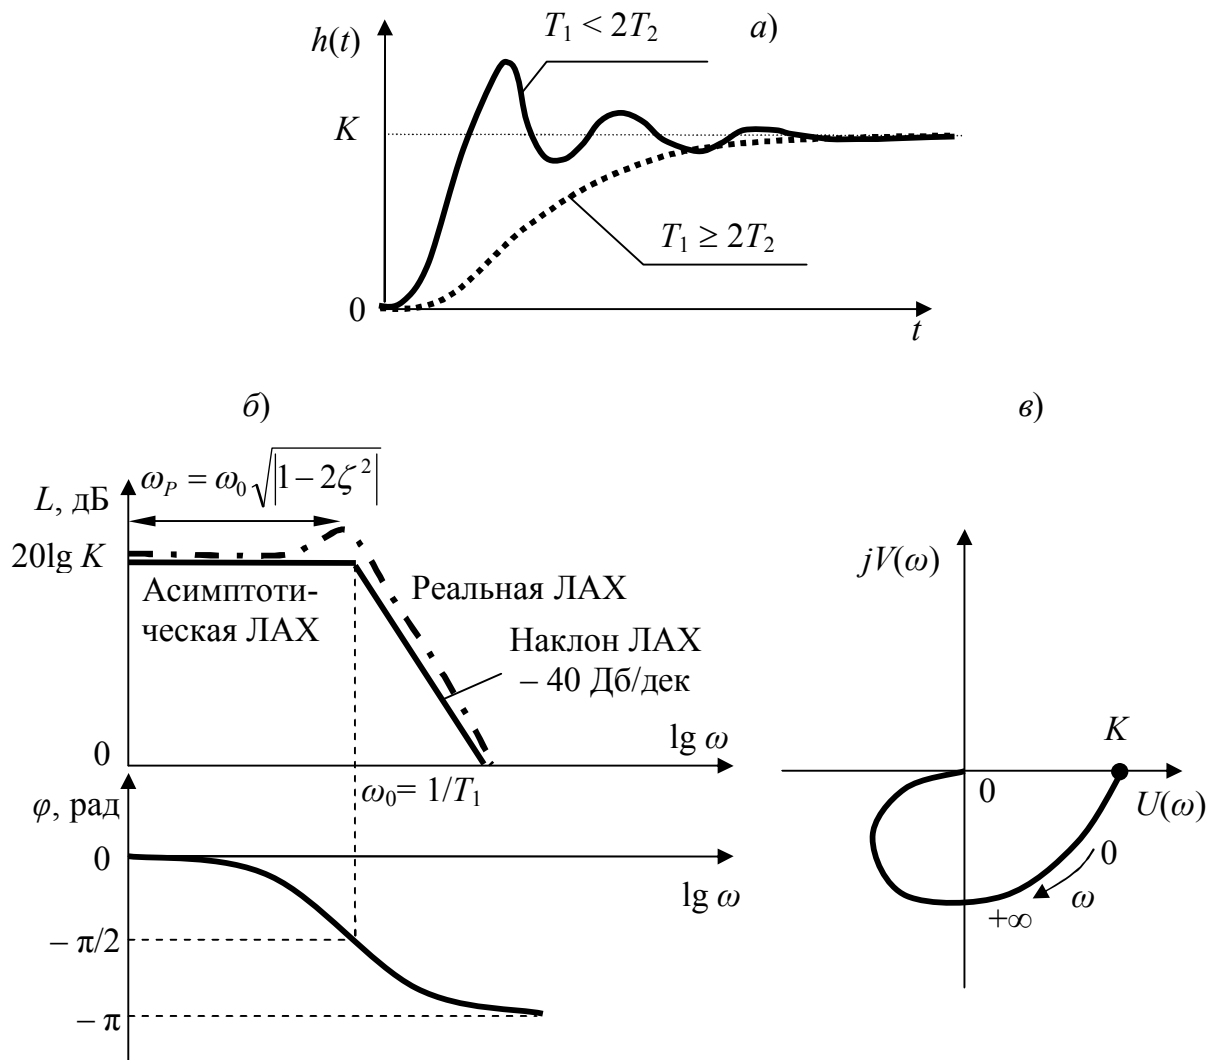 T₁ < 2T₂
а)
h(t)
K
T₁ ≥ 2T₂
0
t
б)
в)
ω_P = ω₀√|1−2ζ²|
L, дБ
20lg K
Асимптоти-
ческая ЛАХ
Реальная ЛАХ
Наклон ЛАХ
– 40 Дб/дек
0
lg ω
ω₀= 1/T₁
φ, рад
0
lg ω
– π/2
– π
jV(ω)
K
0
U(ω)
0
ω
+∞